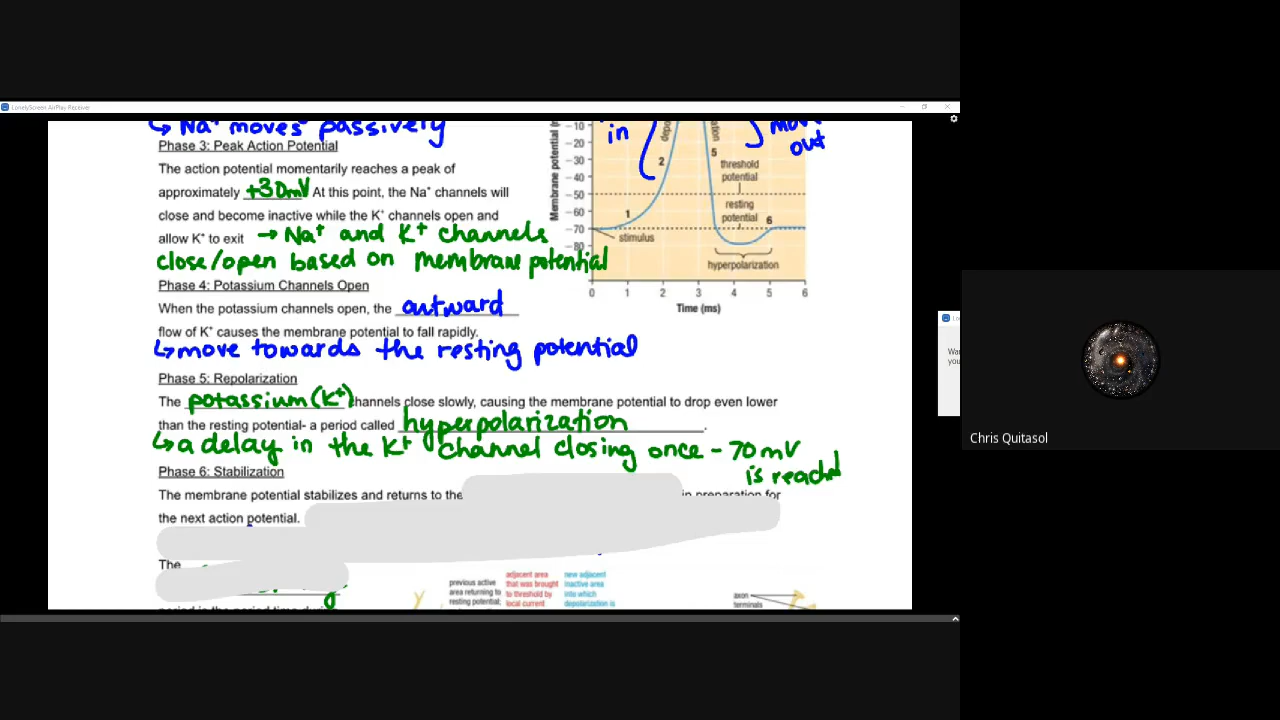 LonelyScreen AirPlay Receiver
↳ Na⁺ moves passively
Phase 3: Peak Action Potential
The action potential momentarily reaches a peak of
approximately +30mV At this point, the Na⁺ channels will
close and become inactive while the K⁺ channels open and
allow K⁺ to exit → Na⁺ and K⁺ channels
close/open based on membrane potential
Phase 4: Potassium Channels Open
When the potassium channels open, the outward
flow of K⁺ causes the membrane potential to fall rapidly.
↳ move towards the resting potential
Phase 5: Repolarization
The potassium (K⁺) channels close slowly, causing the membrane potential to drop even lower
than the resting potential- a period called hyperpolarization.
↳ a delay in the K⁺ channel closing once -70mV
is reached
Phase 6: Stabilization
The membrane potential stabilizes and returns to the in preparation for
the next action potential.
The
Membrane potential
in
move
out
−10
−20
−30
−40
−50
−60
−70
−80
2
5
threshold
potential
resting
potential
1
6
stimulus
hyperpolarization
0 1 2 3 4 5 6
Time (ms)
previous active
area returning to
resting potential;
adjacent area
that was brought
to threshold by
local current
new adjacent
inactive area
into which
depolarization is
axon
terminals
Chris Quitasol